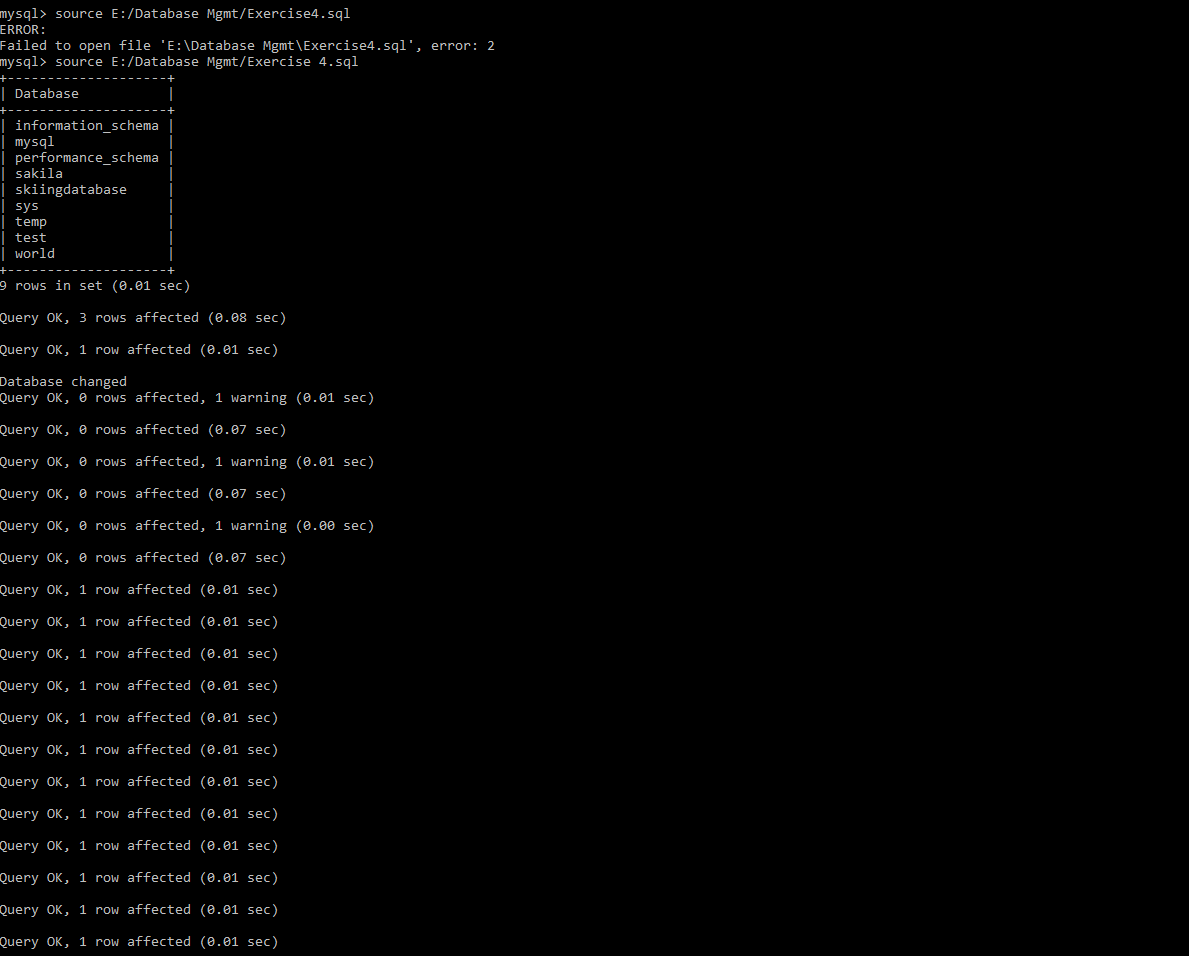 mysql> source E:/Database Mgmt/Exercise4.sql
ERROR:
Failed to open file 'E:\Database Mgmt\Exercise4.sql', error: 2
mysql> source E:/Database Mgmt/Exercise 4.sql
+--------------------+
| Database           |
+--------------------+
| information_schema |
| mysql              |
| performance_schema |
| sakila             |
| skiingdatabase     |
| sys                |
| temp               |
| test               |
| world              |
+--------------------+
9 rows in set (0.01 sec)

Query OK, 3 rows affected (0.08 sec)

Query OK, 1 row affected (0.01 sec)

Database changed
Query OK, 0 rows affected, 1 warning (0.01 sec)

Query OK, 0 rows affected (0.07 sec)

Query OK, 0 rows affected, 1 warning (0.01 sec)

Query OK, 0 rows affected (0.07 sec)

Query OK, 0 rows affected, 1 warning (0.00 sec)

Query OK, 0 rows affected (0.07 sec)

Query OK, 1 row affected (0.01 sec)

Query OK, 1 row affected (0.01 sec)

Query OK, 1 row affected (0.01 sec)

Query OK, 1 row affected (0.01 sec)

Query OK, 1 row affected (0.01 sec)

Query OK, 1 row affected (0.01 sec)

Query OK, 1 row affected (0.01 sec)

Query OK, 1 row affected (0.01 sec)

Query OK, 1 row affected (0.01 sec)

Query OK, 1 row affected (0.01 sec)

Query OK, 1 row affected (0.01 sec)

Query OK, 1 row affected (0.01 sec)